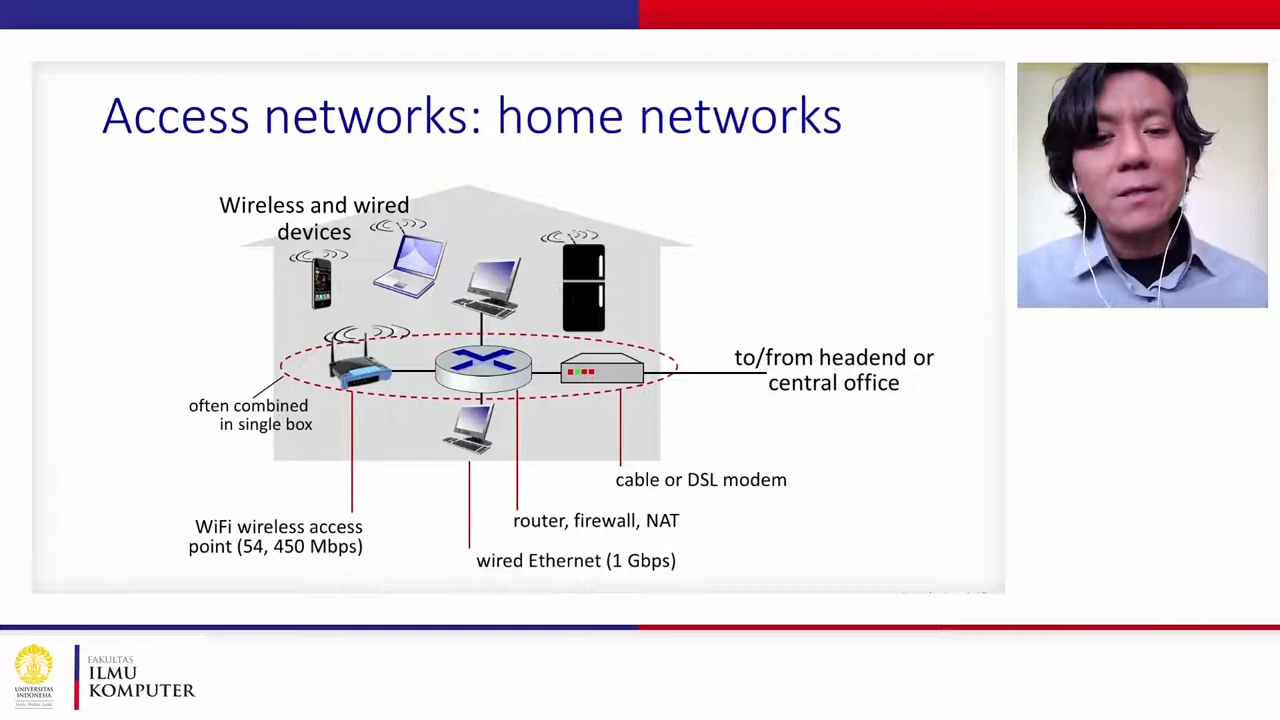 Access networks: home networks
Wireless and wired
devices
to/from headend or
central office
often combined
in single box
cable or DSL modem
WiFi wireless access
point (54, 450 Mbps)
router, firewall, NAT
wired Ethernet (1 Gbps)
UNIVERSITAS
INDONESIA
FAKULTAS
ILMU
KOMPUTER